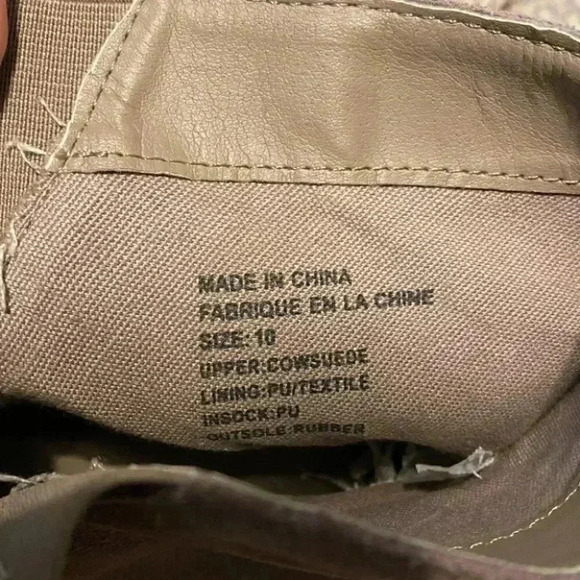 MADE IN CHINA
FABRIQUE EN LA CHINE
SIZE: 10
UPPER:COWSUEDE
LINING:PU/TEXTILE
INSOCK:PU
OUTSOLE:RUBBER